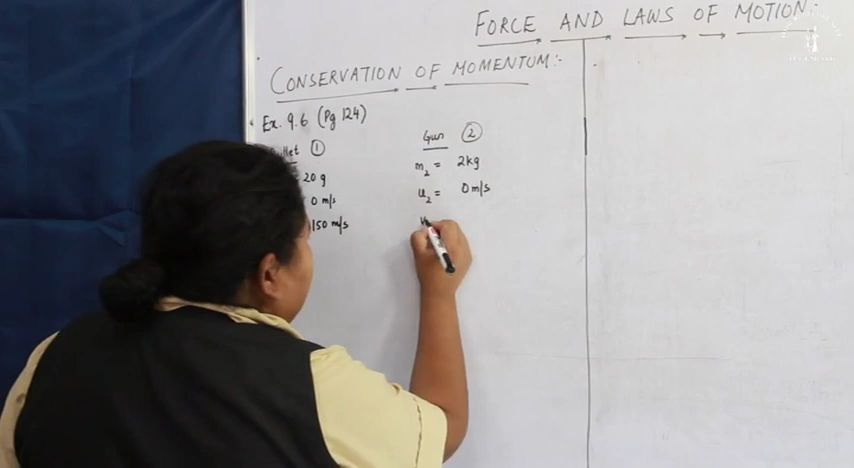 FORCE AND LAWS OF MOTION:-
CONSERVATION OF MOMENTUM:-
Ex. 9.6 (Pg 124)
①
20 g
0 m/s
150 m/s
Gun ②
m₂ = 2kg
u₂ = 0 m/s